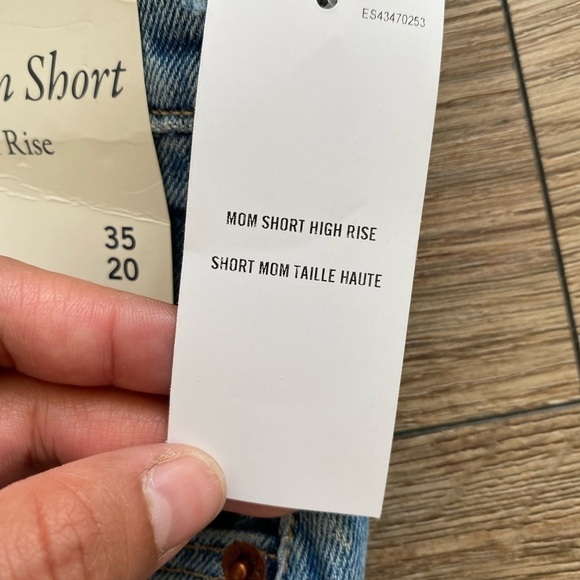 ES43470253
Short
Rise
35
20
MOM SHORT HIGH RISE
SHORT MOM TAILLE HAUTE